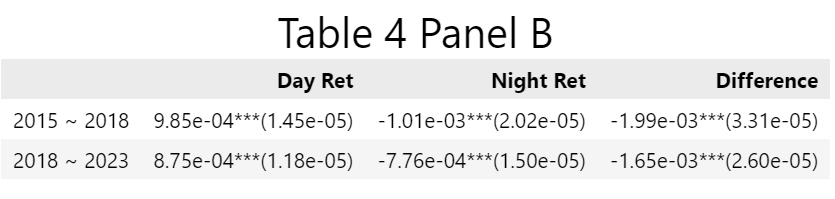 Table 4 Panel B
Day Ret Night Ret Difference
2015 ~ 2018 9.85e-04***(1.45e-05) -1.01e-03***(2.02e-05) -1.99e-03***(3.31e-05)
2018 ~ 2023 8.75e-04***(1.18e-05) -7.76e-04***(1.50e-05) -1.65e-03***(2.60e-05)